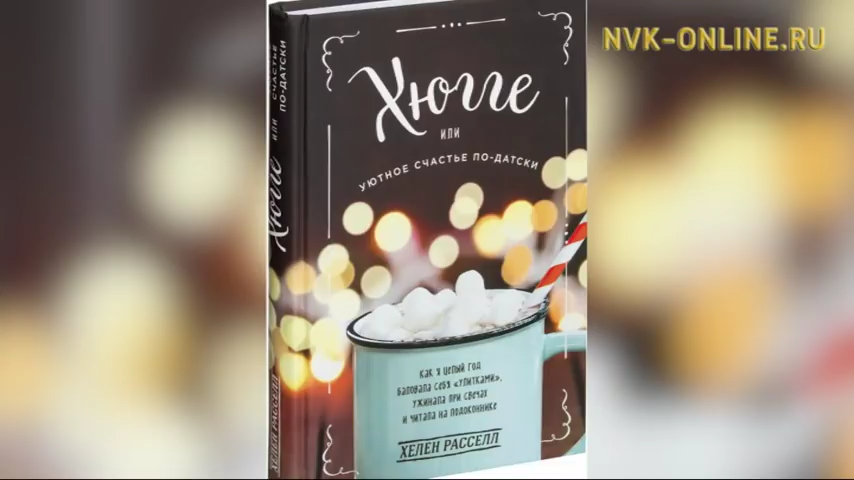 NVK-ONLINE.RU
Хюгге
или
уютное счастье по-датски
Хюгге
или
счастье
по-датски
Как я целый год
баловала себя «улитками»,
ужинала при свечах
и читала на подоконнике
Хелен Расселл
Хелен Расселл